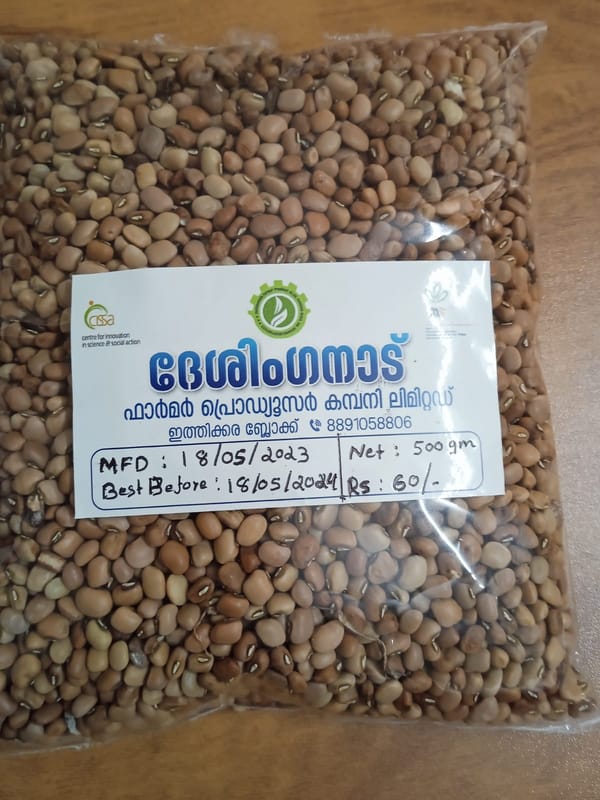 cissa
centre for innovation
in science & social action
ദേശിംഗനാട്
ഫാർമർ പ്രൊഡ്യൂസർ കമ്പനി ലിമിറ്റഡ്
ഇത്തിക്കര ബ്ലോക്ക് 8891058806
MFD : 18/05/2023 Net : 500 gm
Best Before : 18/05/2024 Rs : 60/-